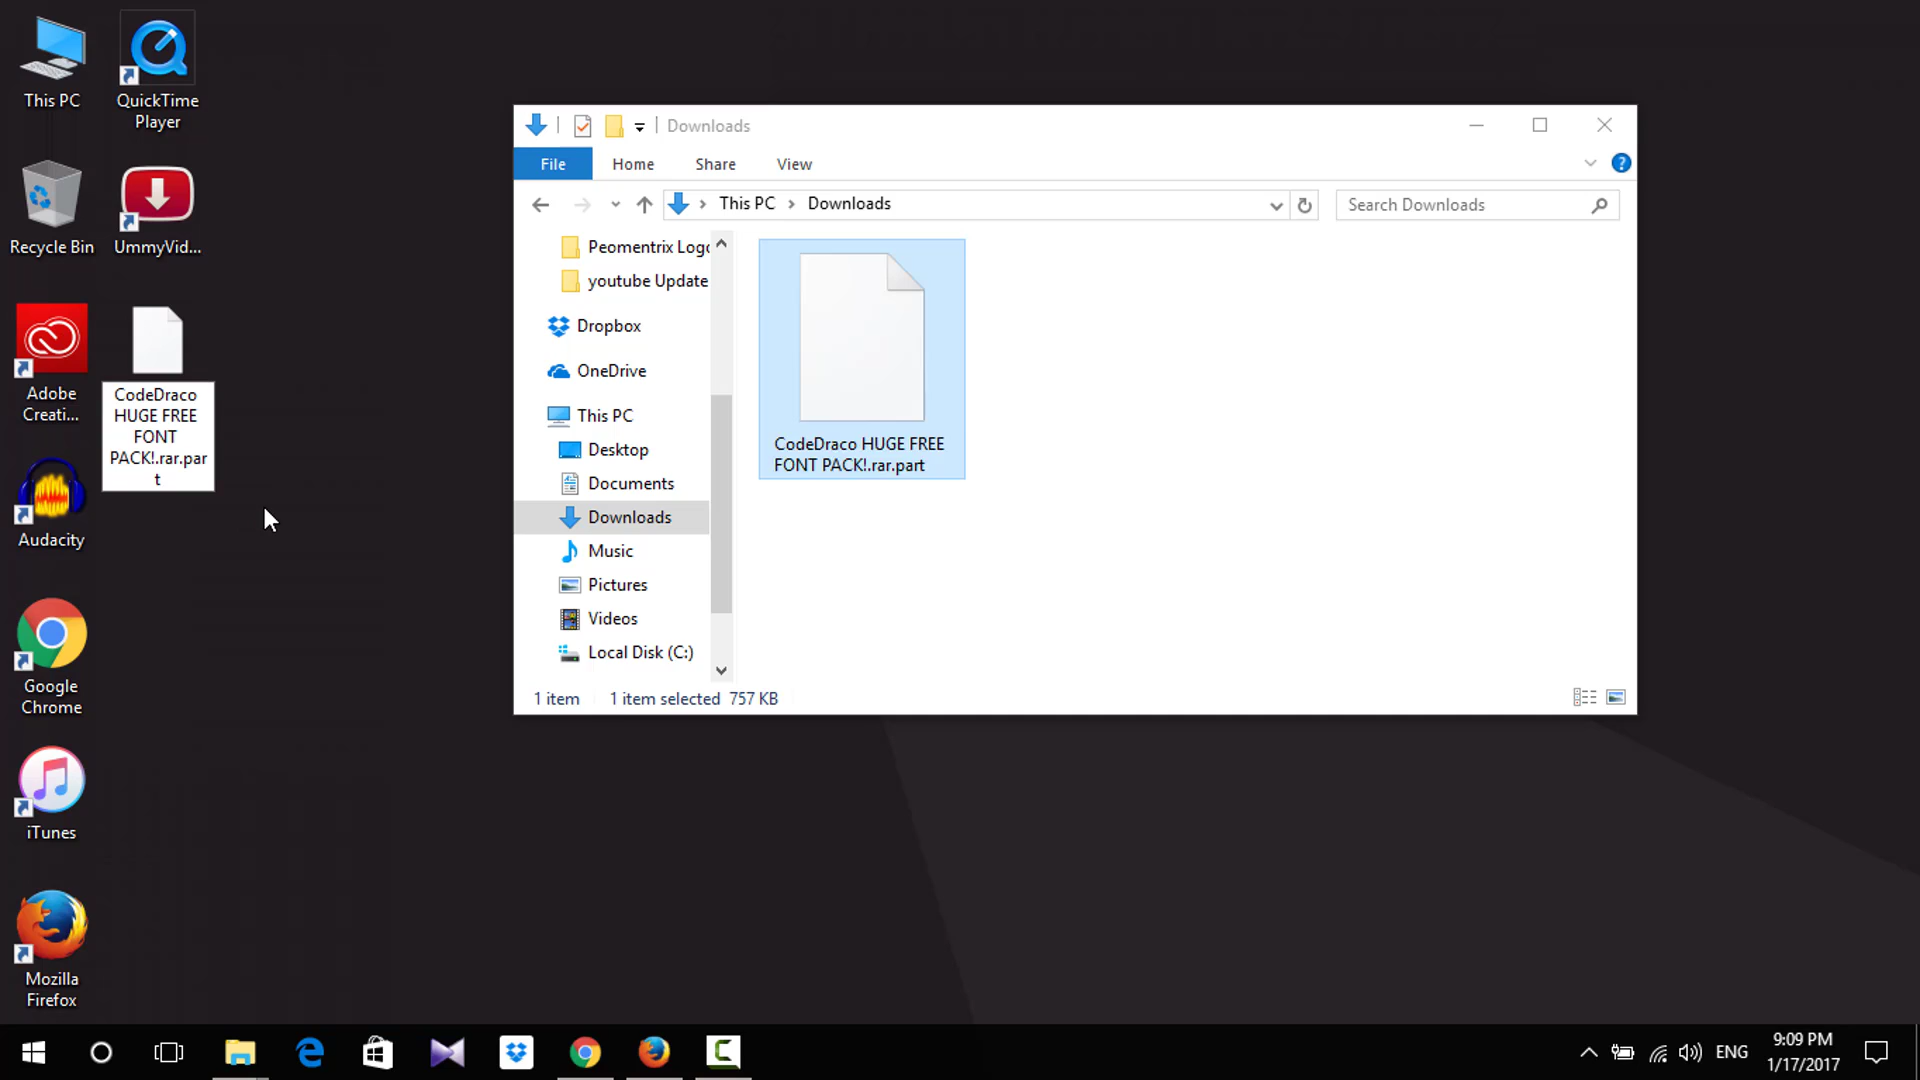 This PC
QuickTime
Player
Recycle Bin
UmmyVid...
Adobe
Creati...
CodeDraco
HUGE FREE
FONT
PACK!.rar.par
t
Audacity
Google
Chrome
iTunes
Mozilla
Firefox
Downloads
File
Home
Share
View
This PC
Downloads
Search Downloads
Peomentrix Logo
youtube Update
Dropbox
OneDrive
This PC
Desktop
Documents
Downloads
Music
Pictures
Videos
Local Disk (C:)
CodeDraco HUGE FREE
FONT PACK!.rar.part
1 item
1 item selected 757 KB
ENG
9:09 PM
1/17/2017